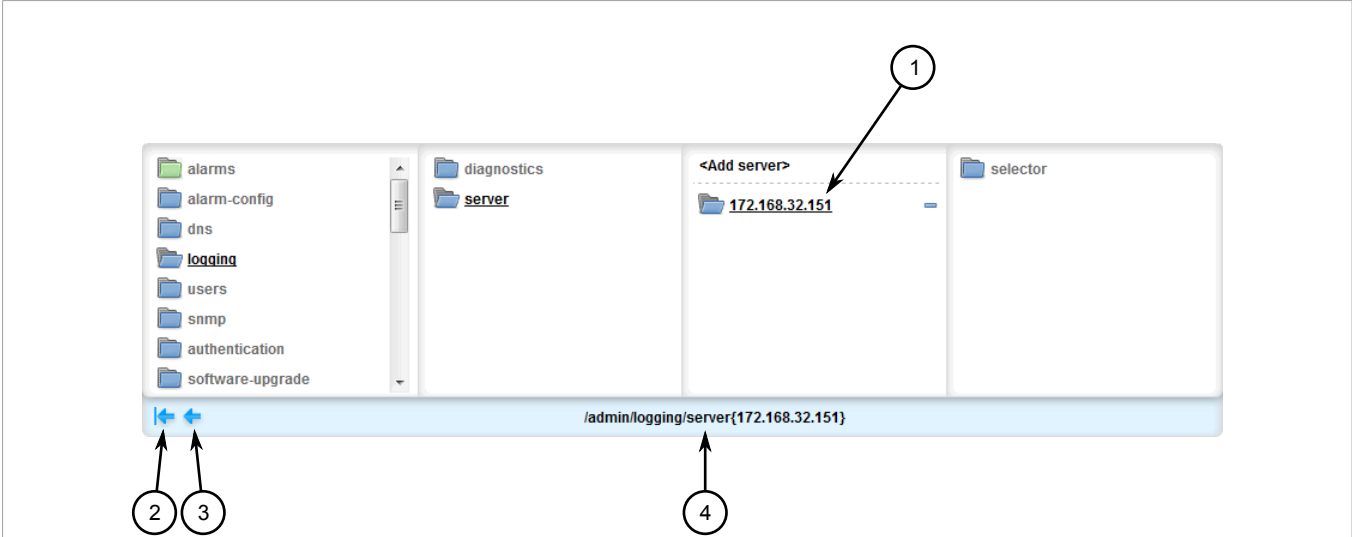 1
alarms
alarm-config
dns
logging
users
snmp
authentication
software-upgrade
diagnostics
server
<Add server>
172.168.32.151
selector
/admin/logging/server{172.168.32.151}
2
3
4